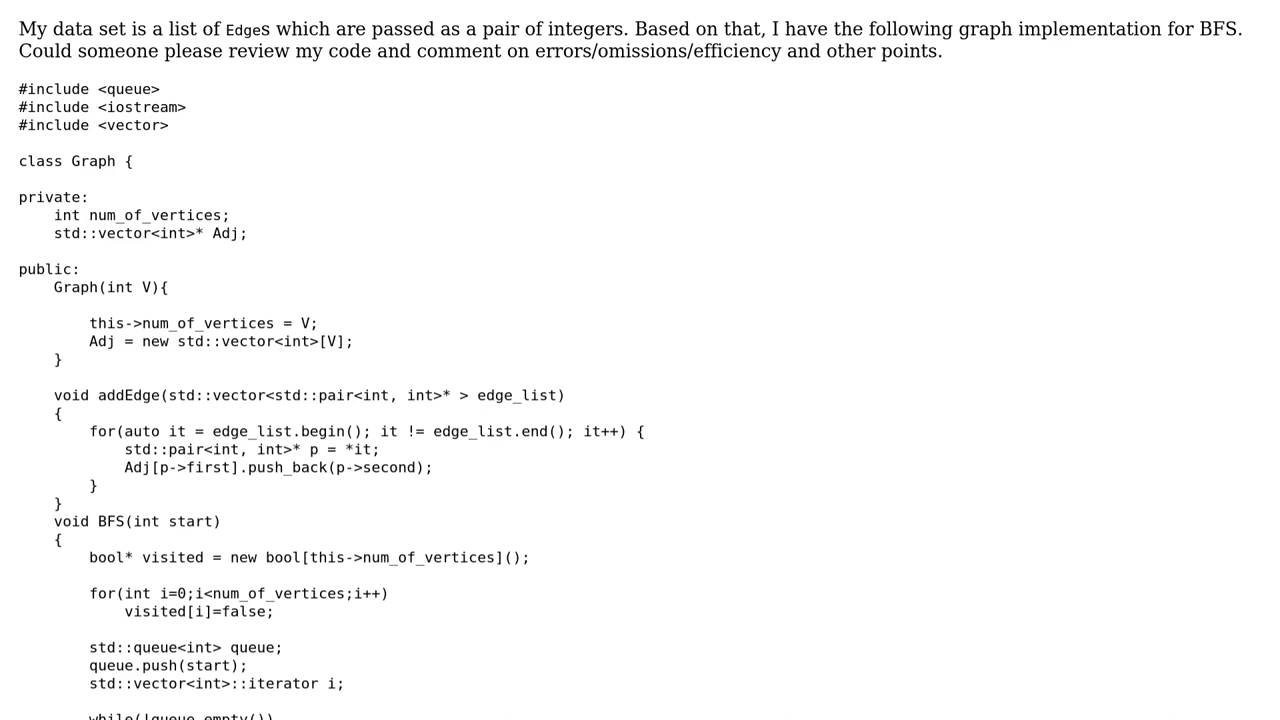 My data set is a list of Edges which are passed as a pair of integers. Based on that, I have the following graph implementation for BFS.
Could someone please review my code and comment on errors/omissions/efficiency and other points.
#include <queue>
#include <iostream>
#include <vector>
class Graph {
private:
    int num_of_vertices;
    std::vector<int>* Adj;
public:
    Graph(int V){
        this->num_of_vertices = V;
        Adj = new std::vector<int>[V];
    }
    void addEdge(std::vector<std::pair<int, int>* > edge_list)
    {
        for(auto it = edge_list.begin(); it != edge_list.end(); it++) {
            std::pair<int, int>* p = *it;
            Adj[p->first].push_back(p->second);
        }
    }
    void BFS(int start)
    {
        bool* visited = new bool[this->num_of_vertices]();
        for(int i=0;i<num_of_vertices;i++)
            visited[i]=false;
        std::queue<int> queue;
        queue.push(start);
        std::vector<int>::iterator i;
        while(!queue.empty())